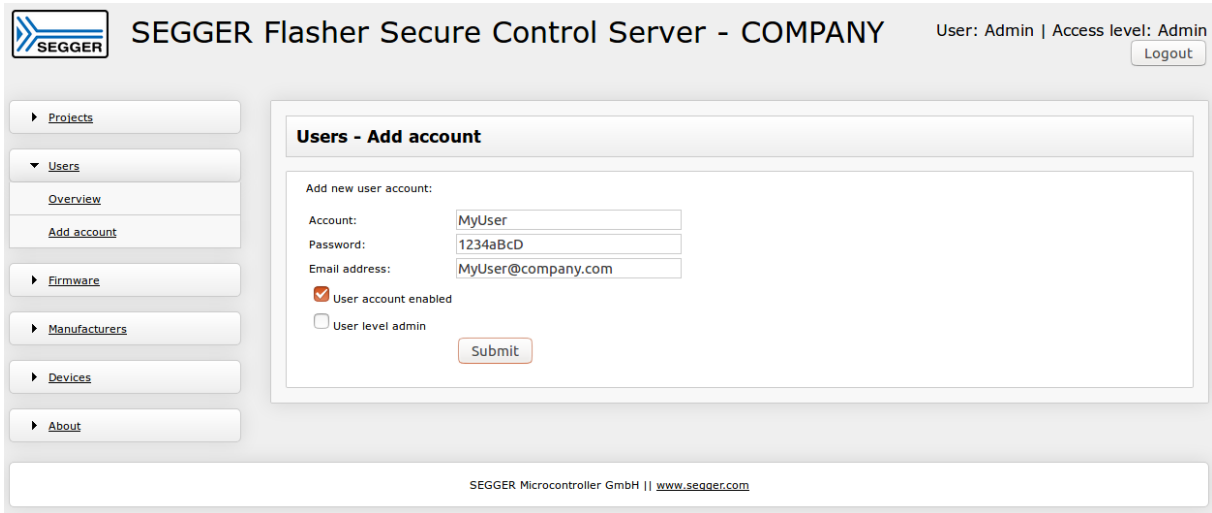 SEGGER
SEGGER Flasher Secure Control Server - COMPANY
User: Admin | Access level: Admin
Logout
Projects
Users
Overview
Add account
Firmware
Manufacturers
Devices
About
Users - Add account
Add new user account:
Account: MyUser
Password: 1234aBcD
Email address: MyUser@company.com
User account enabled
User level admin
Submit
SEGGER Microcontroller GmbH || www.segger.com